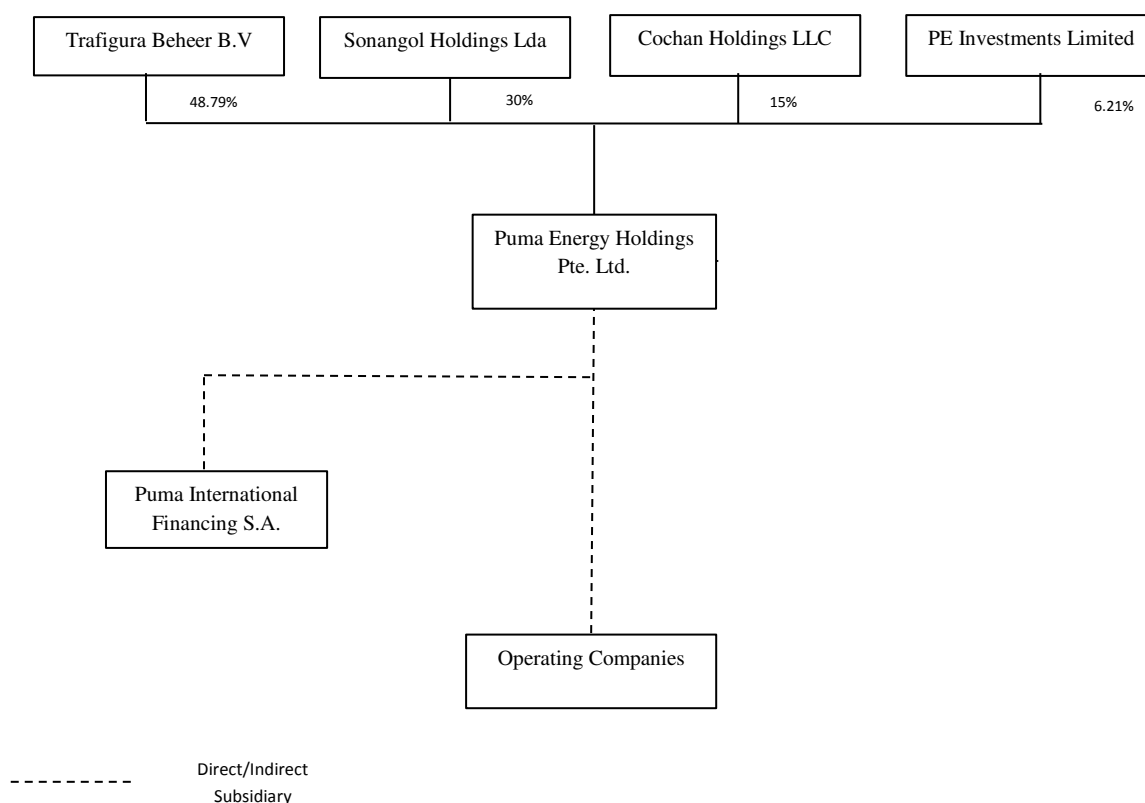 Trafigura Beheer B.V
Sonangol Holdings Lda
Cochan Holdings LLC
PE Investments Limited
48.79%
30%
15%
6.21%
Puma Energy Holdings
Pte. Ltd.
Puma International
Financing S.A.
Operating Companies
Direct/Indirect
Subsidiary